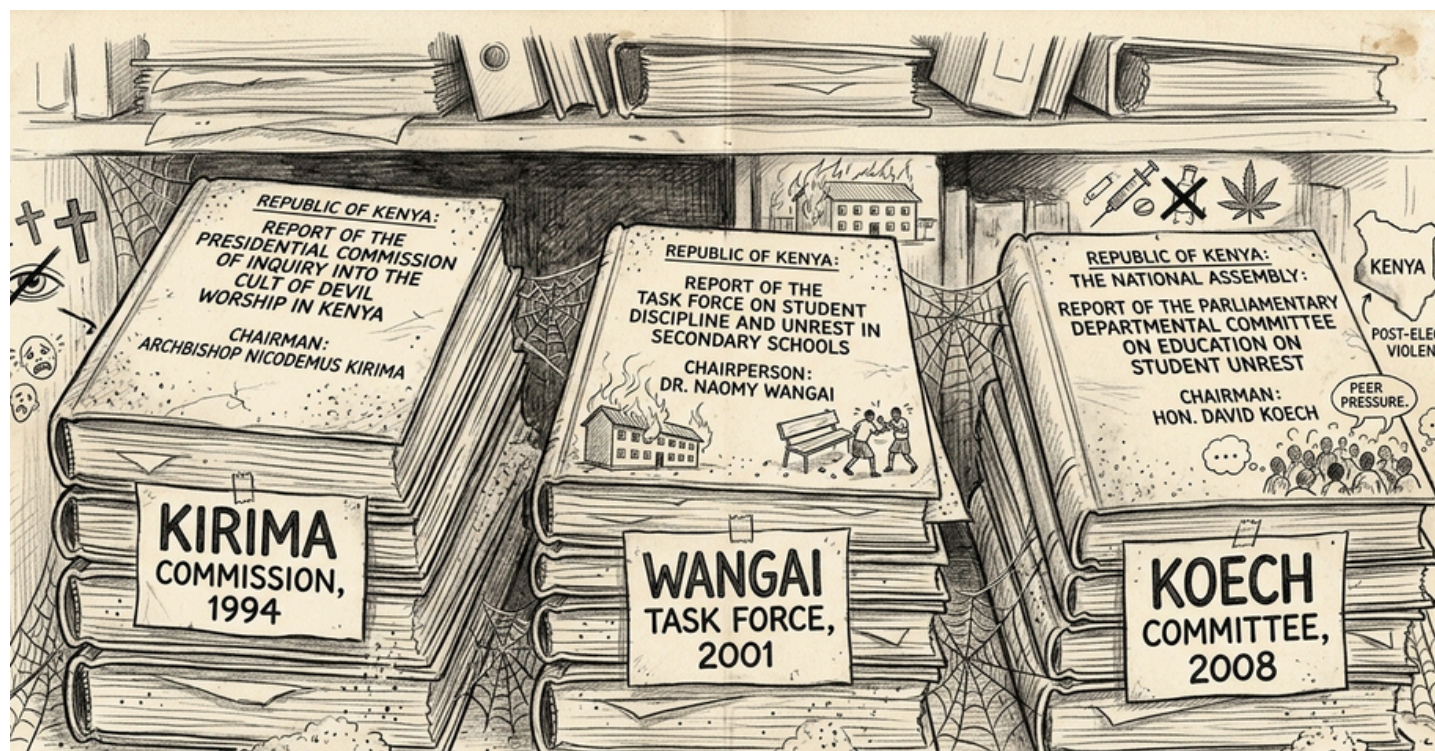 REPUBLIC OF KENYA:
REPORT OF THE
PRESIDENTIAL COMMISSION
OF INQUIRY INTO THE
CULT OF DEVIL
WORSHIP IN KENYA
CHAIRMAN:
ARCHBISHOP NICODEMUS KIRIMA
KIRIMA
COMMISSION,
1994
REPUBLIC OF KENYA:
REPORT OF THE
TASK FORCE ON STUDENT
DISCIPLINE AND UNREST IN
SECONDARY SCHOOLS
CHAIRPERSON:
DR. NAOMY WANGAI
WANGAI
TASK FORCE,
2001
REPUBLIC OF KENYA:
THE NATIONAL ASSEMBLY:
REPORT OF THE PARLIAMENTARY
DEPARTMENTAL COMMITTEE
ON EDUCATION ON
STUDENT UNREST
CHAIRMAN:
HON. DAVID KOECH
PEER
PRESSURE.
...
KOECH
COMMITTEE,
2008
KENYA
POST-ELEC
VIOLEN